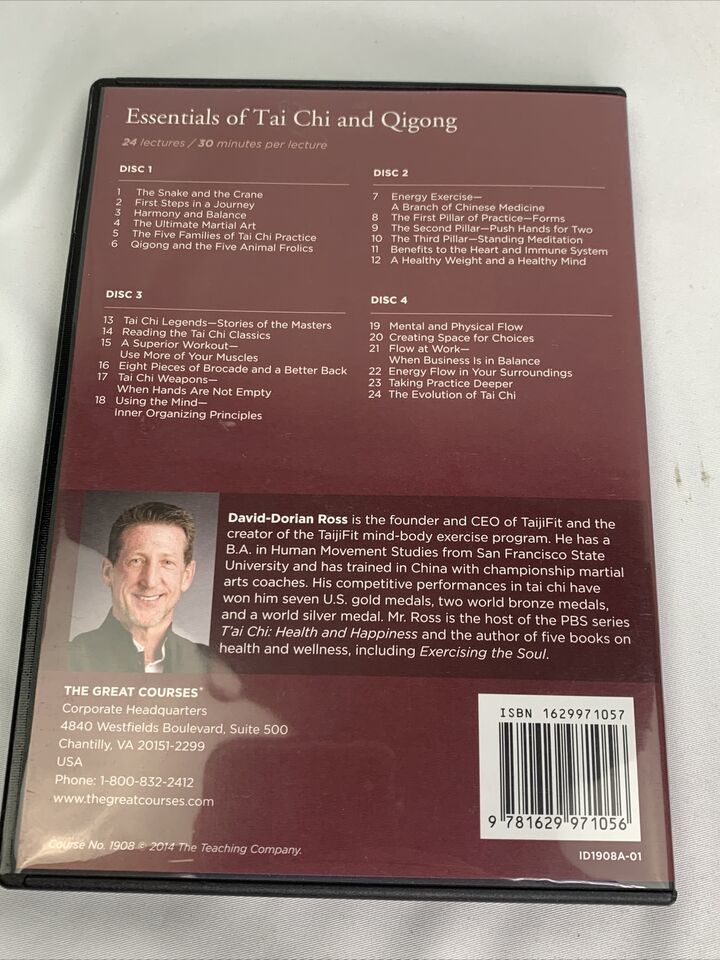 Essentials of Tai Chi and Qigong
24 lectures / 30 minutes per lecture
DISC 1
1 The Snake and the Crane
2 First Steps in a Journey
3 Harmony and Balance
4 The Ultimate Martial Art
5 The Five Families of Tai Chi Practice
6 Qigong and the Five Animal Frolics
DISC 2
7 Energy Exercise—
A Branch of Chinese Medicine
8 The First Pillar of Practice—Forms
9 The Second Pillar—Push Hands for Two
10 The Third Pillar—Standing Meditation
11 Benefits to the Heart and Immune System
12 A Healthy Weight and a Healthy Mind
DISC 3
13 Tai Chi Legends—Stories of the Masters
14 Reading the Tai Chi Classics
15 A Superior Workout—
Use More of Your Muscles
16 Eight Pieces of Brocade and a Better Back
17 Tai Chi Weapons—
When Hands Are Not Empty
18 Using the Mind—
Inner Organizing Principles
DISC 4
19 Mental and Physical Flow
20 Creating Space for Choices
21 Flow at Work—
When Business Is in Balance
22 Energy Flow in Your Surroundings
23 Taking Practice Deeper
24 The Evolution of Tai Chi
David-Dorian Ross is the founder and CEO of TaijiFit and the
creator of the TaijiFit mind-body exercise program. He has a
B.A. in Human Movement Studies from San Francisco State
University and has trained in China with championship martial
arts coaches. His competitive performances in tai chi have
won him seven U.S. gold medals, two world bronze medals,
and a world silver medal. Mr. Ross is the host of the PBS series
T'ai Chi: Health and Happiness and the author of five books on
health and wellness, including Exercising the Soul.
THE GREAT COURSES®
Corporate Headquarters
4840 Westfields Boulevard, Suite 500
Chantilly, VA 20151-2299
USA
Phone: 1-800-832-2412
www.thegreatcourses.com
Course No. 1908 © 2014 The Teaching Company.
ISBN 1629971057
9 781629 971056
ID1908A-01